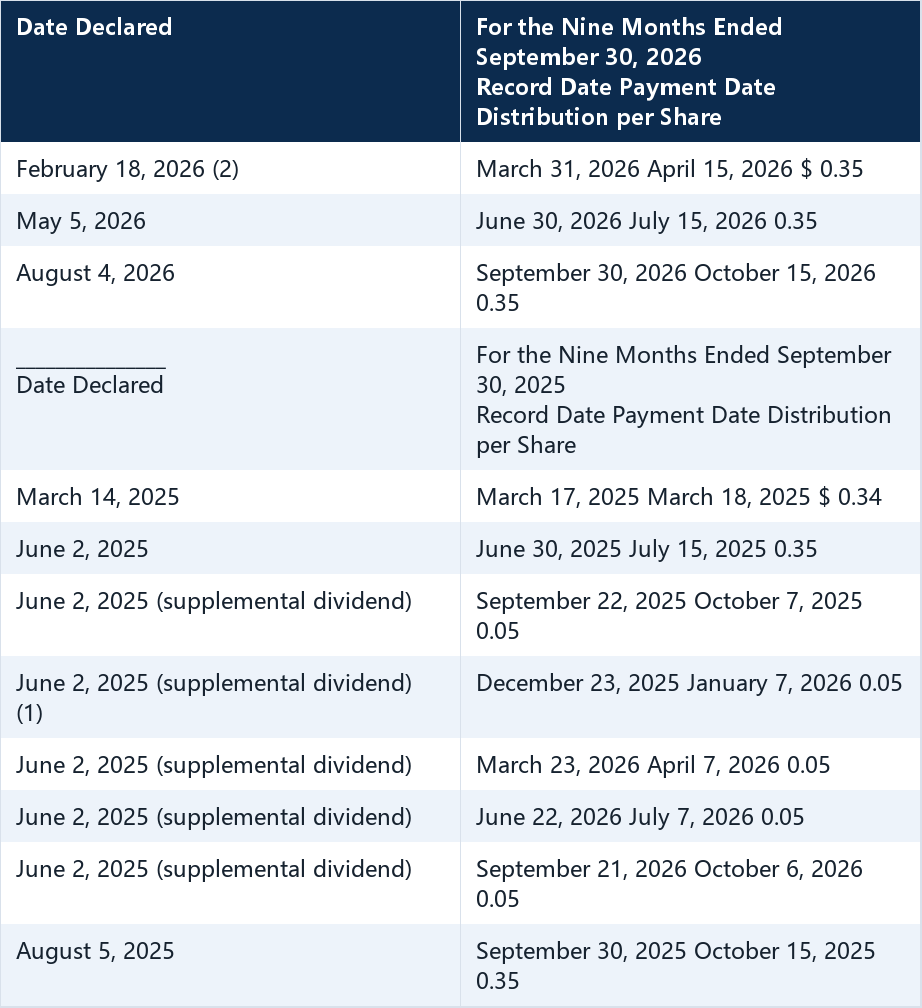 Date Declared
For the Nine Months Ended
September 30, 2026
Record Date Payment Date
Distribution per Share
February 18, 2026 (2)
March 31, 2026 April 15, 2026 $ 0.35
May 5, 2026
June 30, 2026 July 15, 2026 0.35
August 4, 2026
September 30, 2026 October 15, 2026
0.35
_______________
Date Declared
For the Nine Months Ended September
30, 2025
Record Date Payment Date Distribution
per Share
March 14, 2025
March 17, 2025 March 18, 2025 $ 0.34
June 2, 2025
June 30, 2025 July 15, 2025 0.35
June 2, 2025 (supplemental dividend)
September 22, 2025 October 7, 2025
0.05
June 2, 2025 (supplemental dividend)
(1)
December 23, 2025 January 7, 2026 0.05
June 2, 2025 (supplemental dividend)
March 23, 2026 April 7, 2026 0.05
June 2, 2025 (supplemental dividend)
June 22, 2026 July 7, 2026 0.05
June 2, 2025 (supplemental dividend)
September 21, 2026 October 6, 2026
0.05
August 5, 2025
September 30, 2025 October 15, 2025
0.35